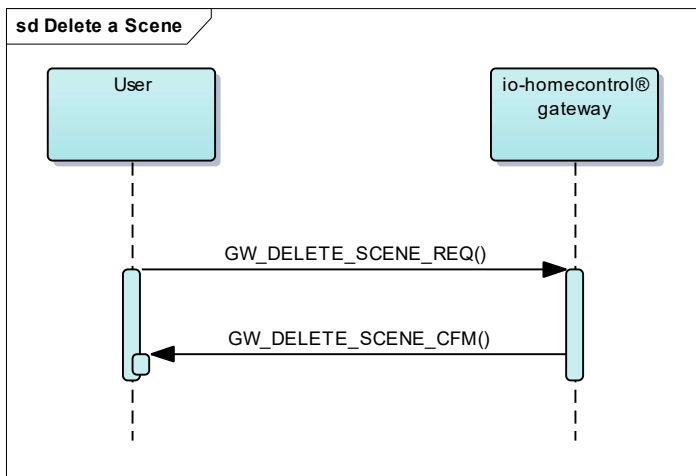 sd Delete a Scene
User
io-homecontrol®
gateway
GW_DELETE_SCENE_REQ()
GW_DELETE_SCENE_CFM()